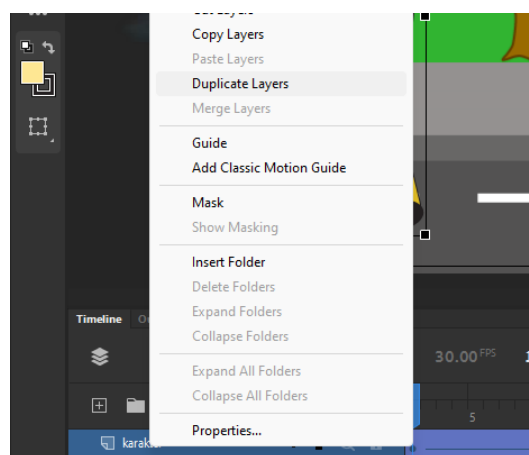 Copy Layers
Paste Layers
Duplicate Layers
Merge Layers
Guide
Add Classic Motion Guide
Mask
Show Masking
Insert Folder
Delete Folders
Expand Folders
Collapse Folders
Expand All Folders
Collapse All Folders
Properties...
Timeline
30.00 FPS
5